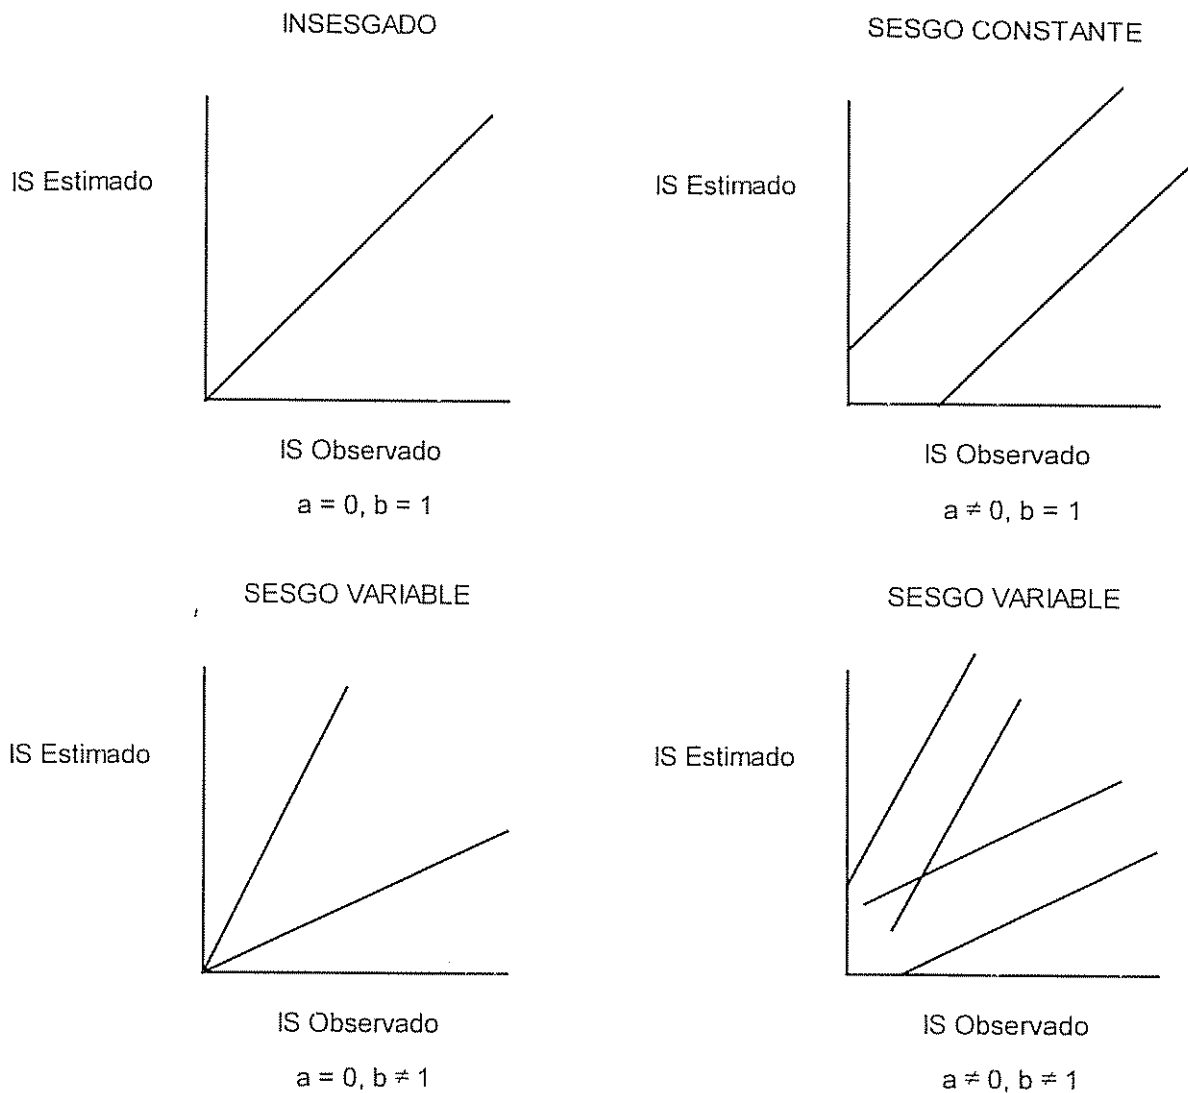 INSESGADO
IS Estimado
IS Observado
a = 0, b = 1
SESGO CONSTANTE
IS Estimado
IS Observado
a ≠ 0, b = 1
SESGO VARIABLE
IS Estimado
IS Observado
a = 0, b ≠ 1
SESGO VARIABLE
IS Estimado
IS Observado
a ≠ 0, b ≠ 1